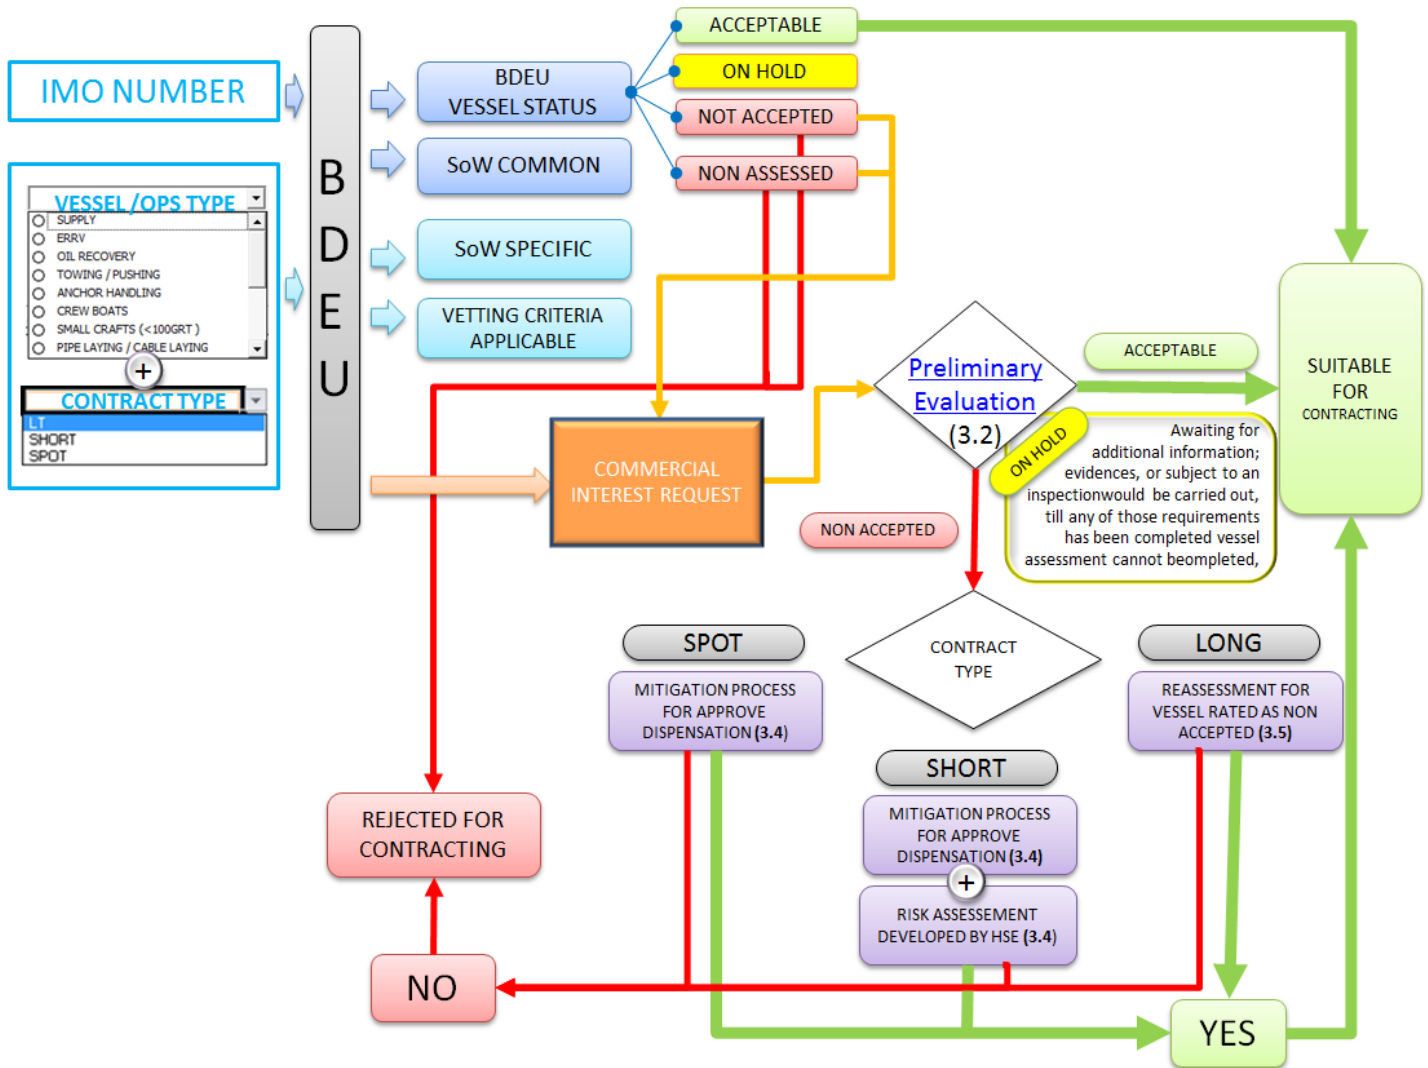 IMO NUMBER
VESSEL /OPS TYPE
SUPPLY
ERRV
OIL RECOVERY
TOWING / PUSHING
ANCHOR HANDLING
CREW BOATS
SMALL CRAFTS (<100GRT )
PIPE LAYING / CABLE LAYING
+
CONTRACT TYPE
LT
SHORT
SPOT
B
D
E
U
BDEU
VESSEL STATUS
SoW COMMON
SoW SPECIFIC
VETTING CRITERIA
APPLICABLE
ACCEPTABLE
ON HOLD
NOT ACCEPTED
NON ASSESSED
COMMERCIAL
INTEREST REQUEST
Preliminary
Evaluation
(3.2)
ACCEPTABLE
SUITABLE
FOR
CONTRACTING
ON HOLD
Awaiting for
additional information;
evidences, or subject to an
inspectionwould be carried out,
till any of those requirements
has been completed vessel
assessment cannot beompleted,
NON ACCEPTED
CONTRACT
TYPE
SPOT
MITIGATION PROCESS
FOR APPROVE
DISPENSATION (3.4)
SHORT
MITIGATION PROCESS
FOR APPROVE
DISPENSATION (3.4)
+
RISK ASSESSEMENT
DEVELOPED BY HSE (3.4)
LONG
REASSESSMENT FOR
VESSEL RATED AS NON
ACCEPTED (3.5)
REJECTED FOR
CONTRACTING
NO
YES